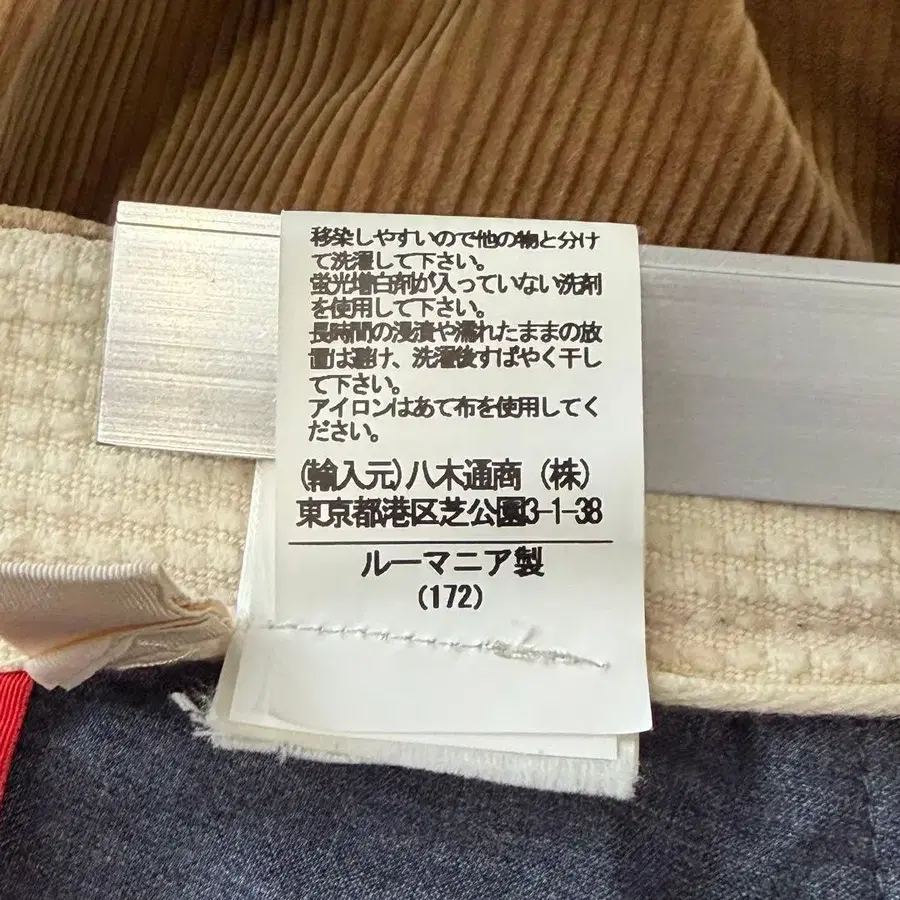 移染しやすいので他の物と分け
て洗濯して下さい。
蛍光増白剤が入っていない洗剤
を使用して下さい。
長時間の浸漬や濡れたままの放
置は避け、洗濯後すばやく干し
て下さい。
アイロンはあて布を使用してく
ださい。
(輸入元)八木通商（株）
東京都港区芝公園3-1-38
ルーマニア製
(172)